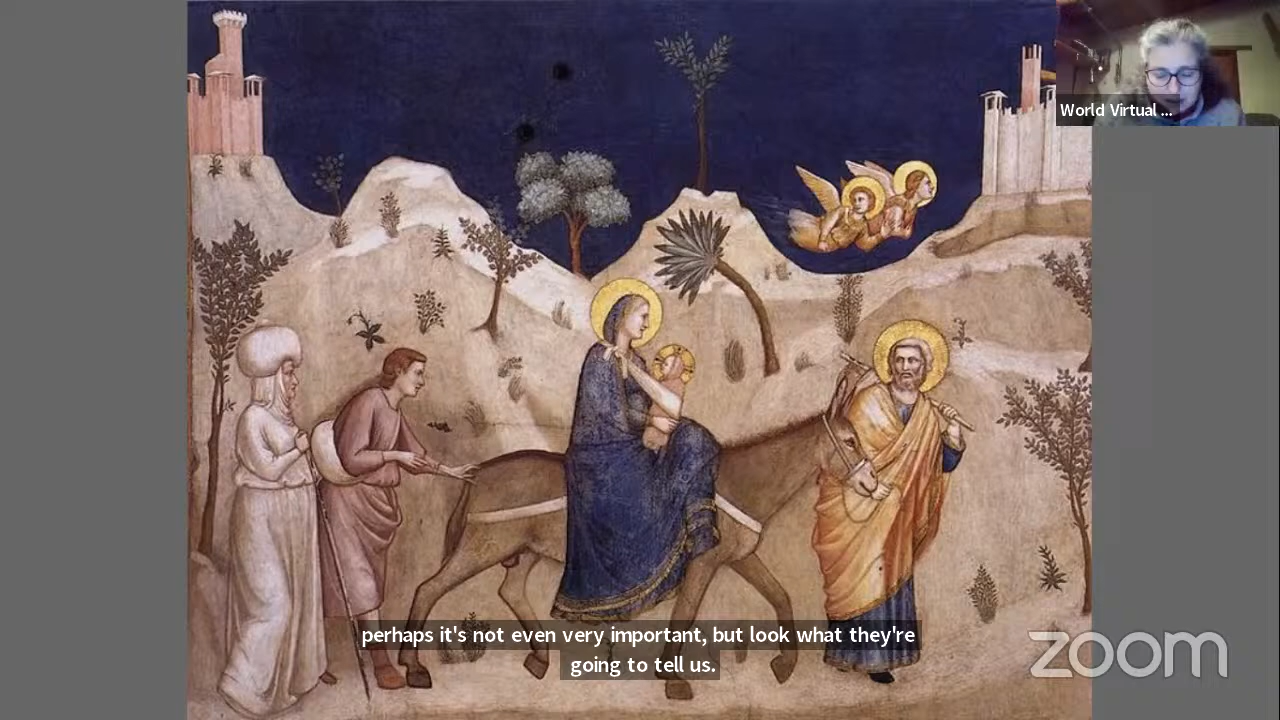 World Virtual ...
perhaps it's not even very important, but look what they're
going to tell us.
zoom